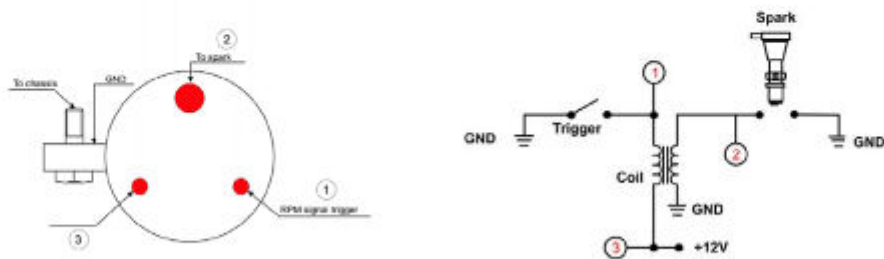 2
To spark
To chassis
GND
1
RPM signal trigger
3
Spark
1
GND
Trigger
2
GND
Coil
GND
3
+12V